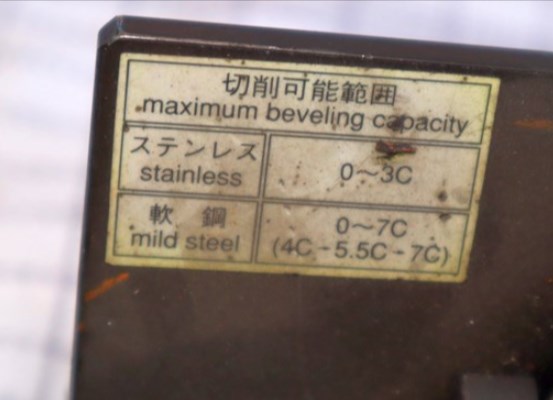 切削可能範囲
maximum beveling capacity
ステンレス
stainless
0～3C
軟 鋼
mild steel
0～7C
(4C-5.5C-7C)